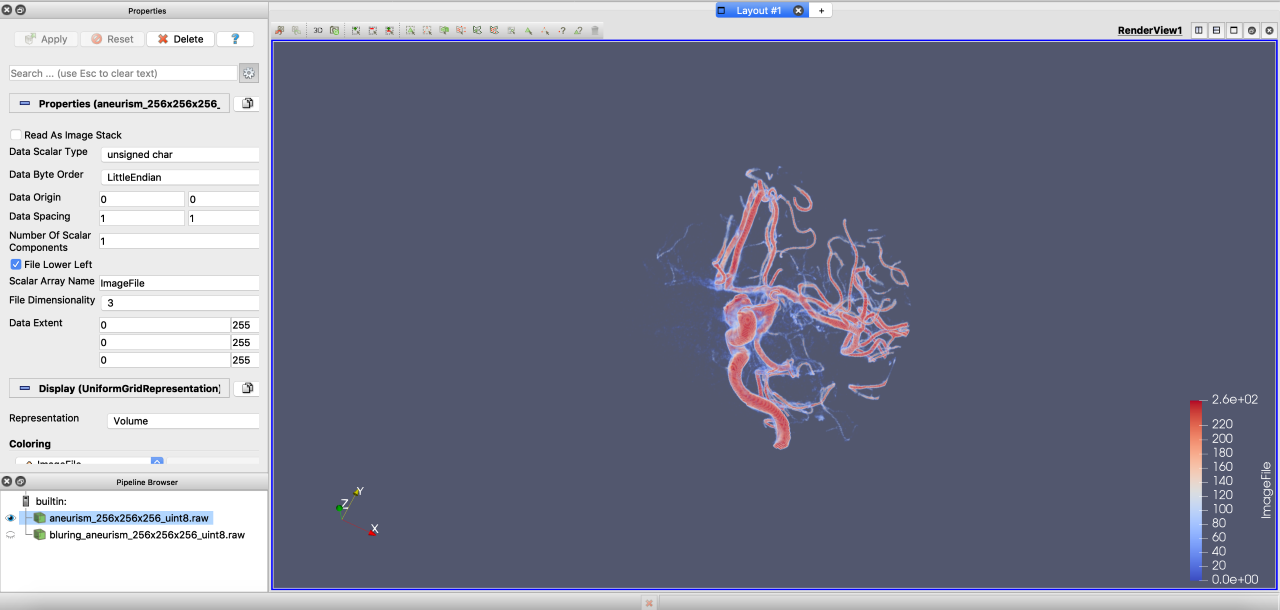 Properties
Layout #1
+
Apply
Reset
Delete
?
3D
RenderView1
Search ... (use Esc to clear text)
Properties (aneurism_256x256x256_
Read As Image Stack
Data Scalar Type
unsigned char
Data Byte Order
LittleEndian
Data Origin
0
0
Data Spacing
1
1
Number Of Scalar
Components
1
File Lower Left
Scalar Array Name
ImageFile
File Dimensionality
3
Data Extent
0
255
0
255
0
255
Display (UniformGridRepresentation)
Representation
Volume
Coloring
ImageFile
Pipeline Browser
builtin:
aneurism_256x256x256_uint8.raw
bluring_aneurism_256x256x256_uint8.raw
Y
Z
X
2.6e+02
220
200
180
160
140
120
100
80
60
40
20
0.0e+00
ImageFile